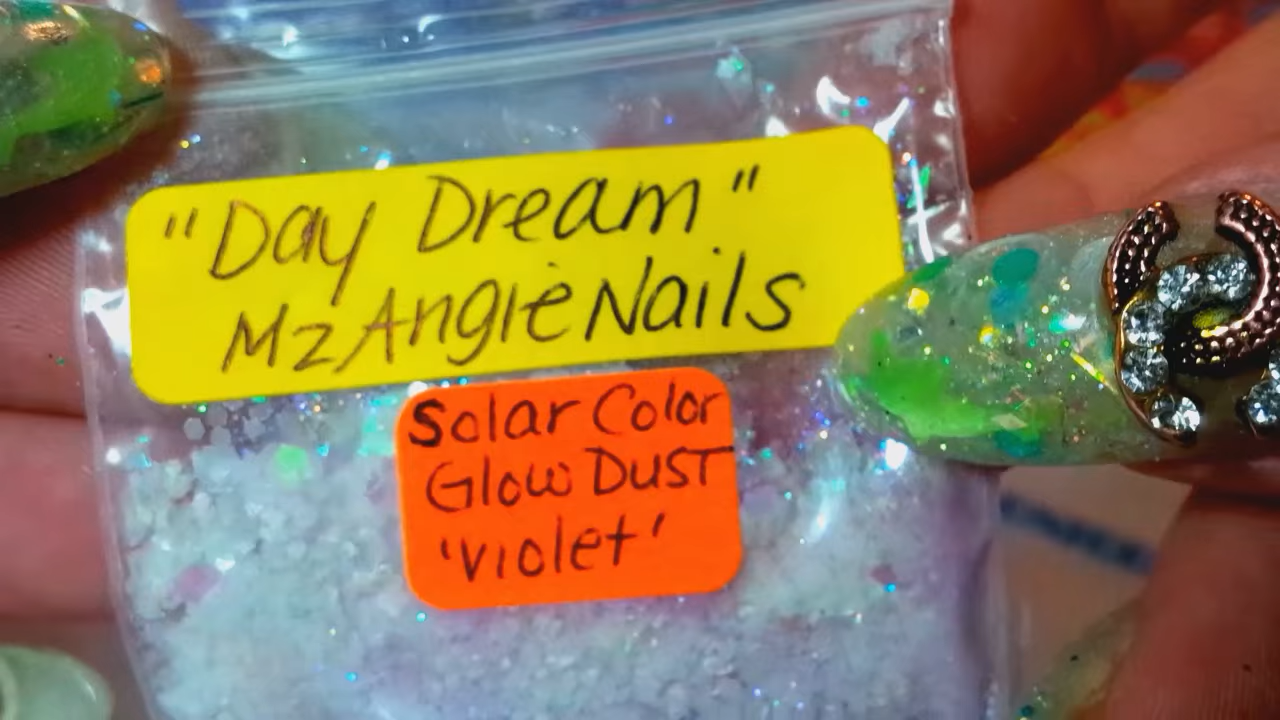 "Day Dream"
MzAngieNails
Solar Color
Glow DUST
'violet'